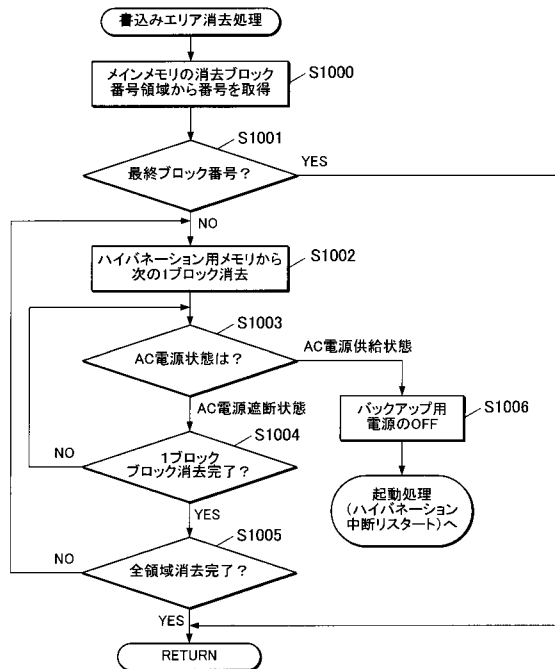 書込みエリア消去処理
メインメモリの消去ブロック
番号領域から番号を取得
S1000
S1001
最終ブロック番号?
YES
NO
ハイバネーション用メモリから
次の1ブロック消去
S1002
S1003
AC電源状態は?
AC電源供給状態
AC電源遮断状態
バックアップ用
電源のOFF
S1006
S1004
1ブロック
ブロック消去完了?
NO
YES
起動処理
(ハイバネーション
中断リスタート)へ
S1005
全領域消去完了?
NO
YES
RETURN